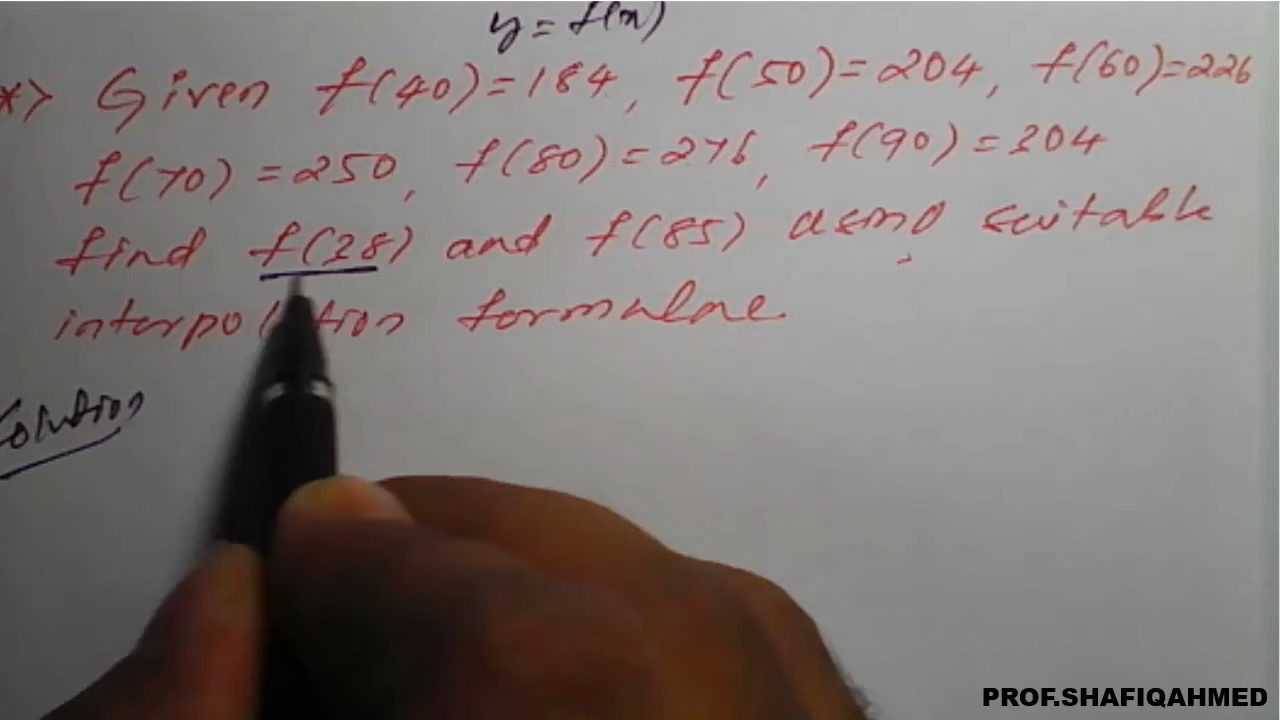 y = f(x)
*> Given f(40)=184, f(50)=204, f(60)=226
f(70)=250, f(80)=276, f(90)=304
find f(38) and f(85) using suitable
interpolation formulae.
Solution
PROF.SHAFIQAHMED